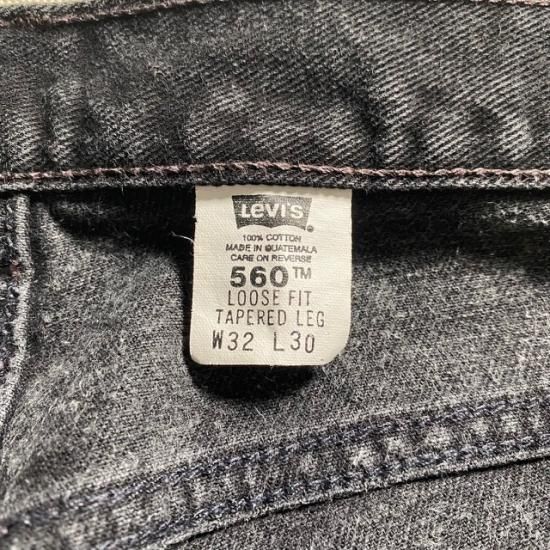 Levi's®
100% COTTON
MADE IN GUATEMALA
CARE ON REVERSE
560™
LOOSE FIT
TAPERED LEG
W32 L30